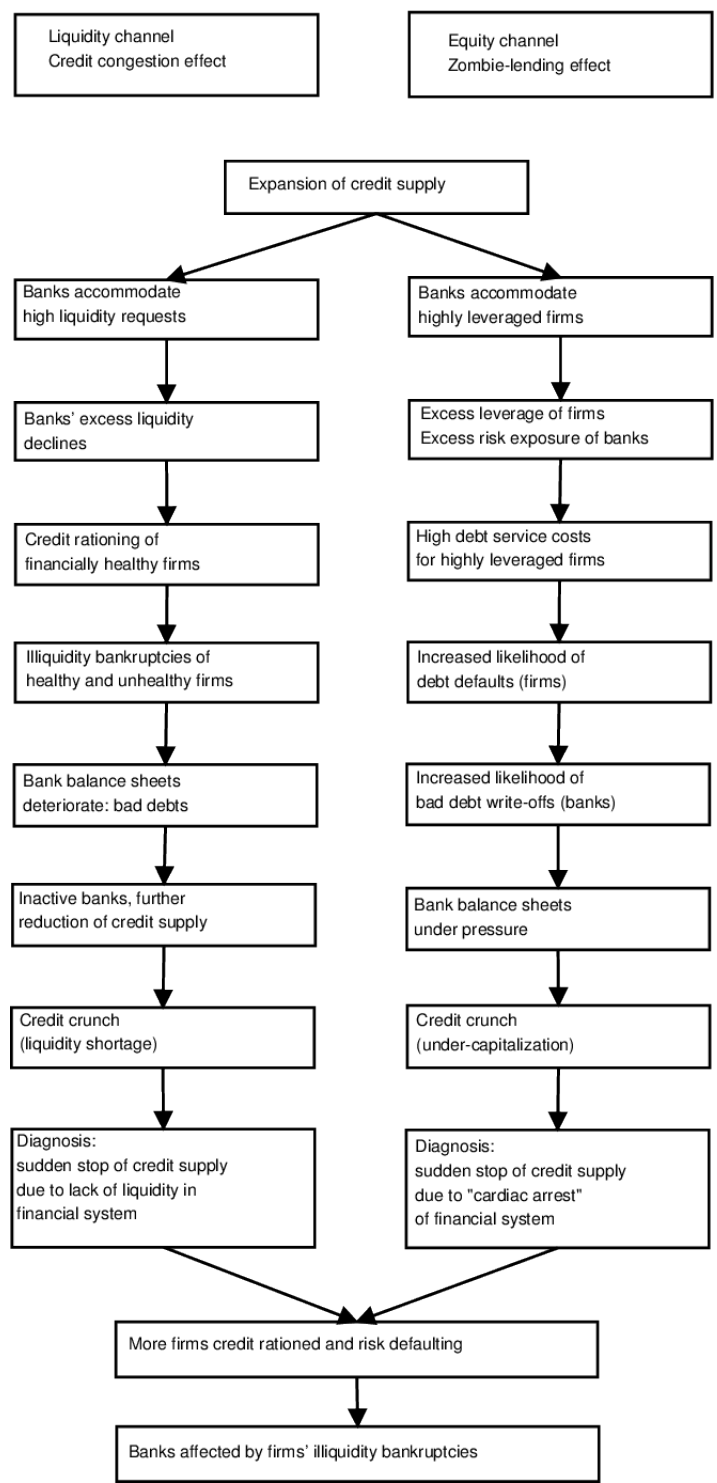 Liquidity channel
Credit congestion effect
Equity channel
Zombie-lending effect
Expansion of credit supply
Banks accommodate
high liquidity requests
Banks' excess liquidity
declines
Credit rationing of
financially healthy firms
Illiquidity bankruptcies of
healthy and unhealthy firms
Bank balance sheets
deteriorate: bad debts
Inactive banks, further
reduction of credit supply
Credit crunch
(liquidity shortage)
Diagnosis:
sudden stop of credit supply
due to lack of liquidity in
financial system
Banks accommodate
highly leveraged firms
Excess leverage of firms
Excess risk exposure of banks
High debt service costs
for highly leveraged firms
Increased likelihood of
debt defaults (firms)
Increased likelihood of
bad debt write-offs (banks)
Bank balance sheets
under pressure
Credit crunch
(under-capitalization)
Diagnosis:
sudden stop of credit supply
due to "cardiac arrest"
of financial system
More firms credit rationed and risk defaulting
Banks affected by firms' illiquidity bankruptcies